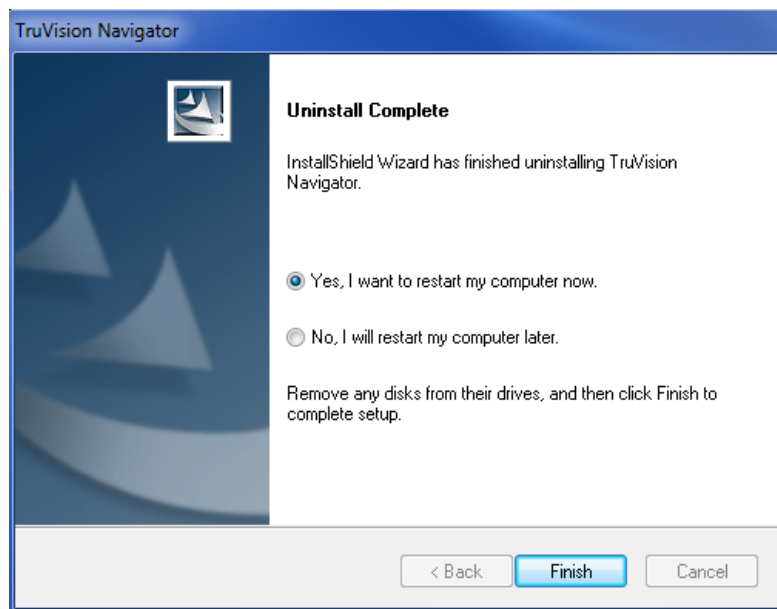 TruVision Navigator
Uninstall Complete
InstallShield Wizard has finished uninstalling TruVision
Navigator.
Yes, I want to restart my computer now.
No, I will restart my computer later.
Remove any disks from their drives, and then click Finish to
complete setup.
< Back
Finish
Cancel